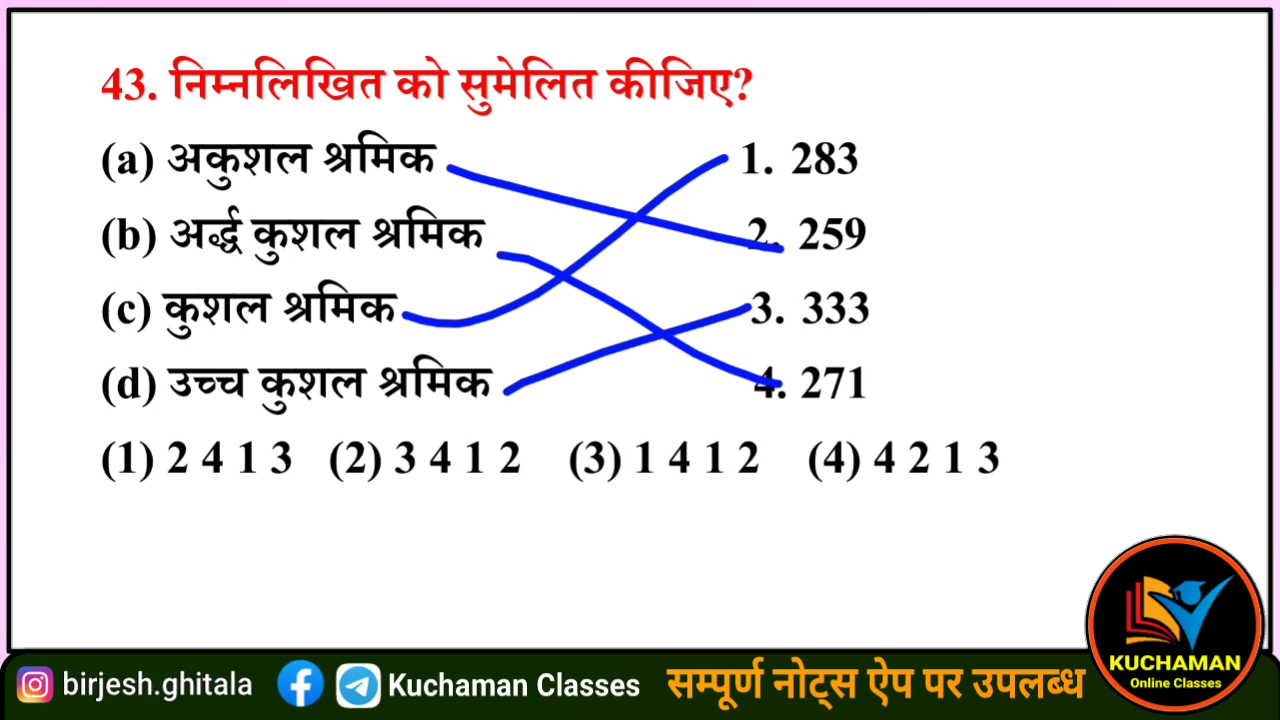 43. निम्नलिखित को सुमेलित कीजिए?
(a) अकुशल श्रमिक 1. 283
(b) अर्द्ध कुशल श्रमिक 2. 259
(c) कुशल श्रमिक 3. 333
(d) उच्च कुशल श्रमिक 4. 271
(1) 2 4 1 3 (2) 3 4 1 2 (3) 1 4 1 2 (4) 4 2 1 3
KUCHAMAN
Online Classes
birjesh.ghitala Kuchaman Classes सम्पूर्ण नोट्स ऐप पर उपलब्ध